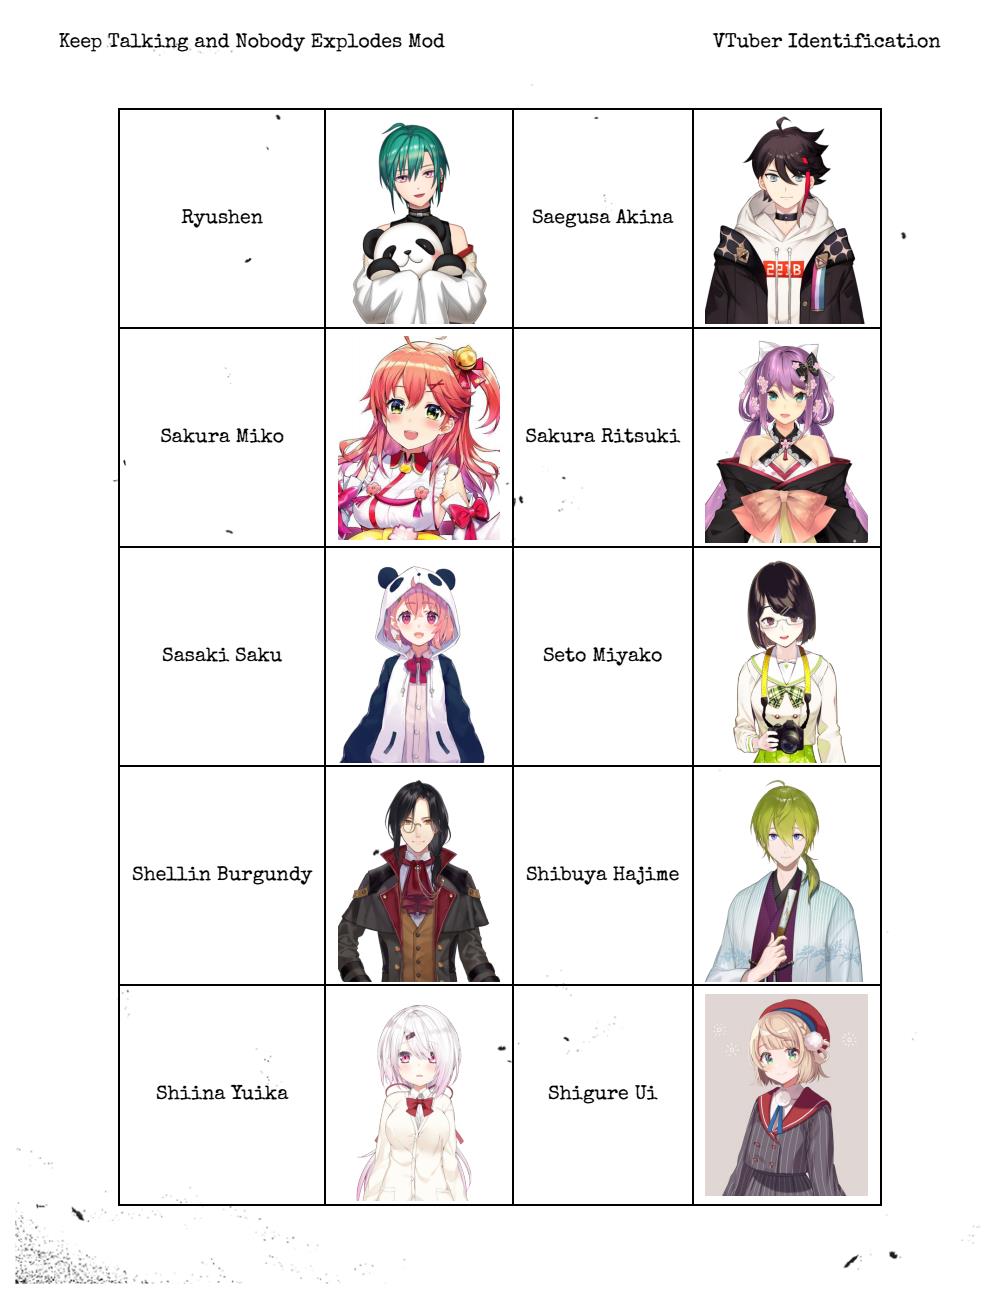 Keep Talking and Nobody Explodes Mod
VTuber Identification
Ryushen
Saegusa Akina
221B
Sakura Miko
Sakura Ritsuki
Sasaki Saku
Seto Miyako
Shellin Burgundy
Shibuya Hajime
Shiina Yuika
Shigure Ui